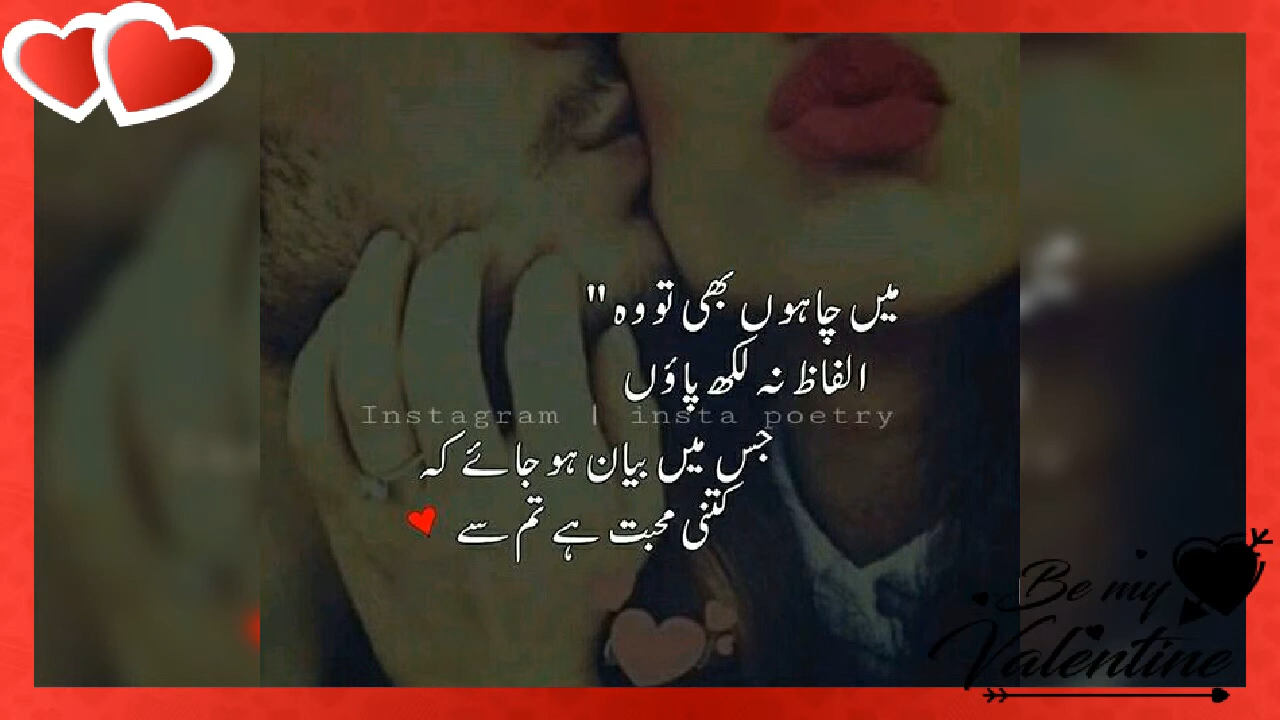 میں چاہوں بھی تو وہ "
الفاظ نہ لکھ پاؤں
Instagram | insta poetry
جس میں بیان ہو جائے کہ
کتنی محبت ہے تم سے
Be my
Valentine